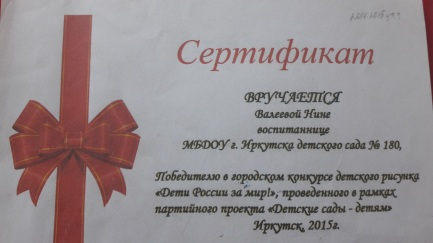 Сертификат
ВРУЧАЕТСЯ
Валеевой Нине
воспитаннице
МБДОУ г. Иркутска детского сада № 180,
Победителю в городском конкурсе детского рисунка
«Дети России за мир!», проведенного в рамках
партийного проекта «Детские сады - детям»
Иркутск, 2015г.